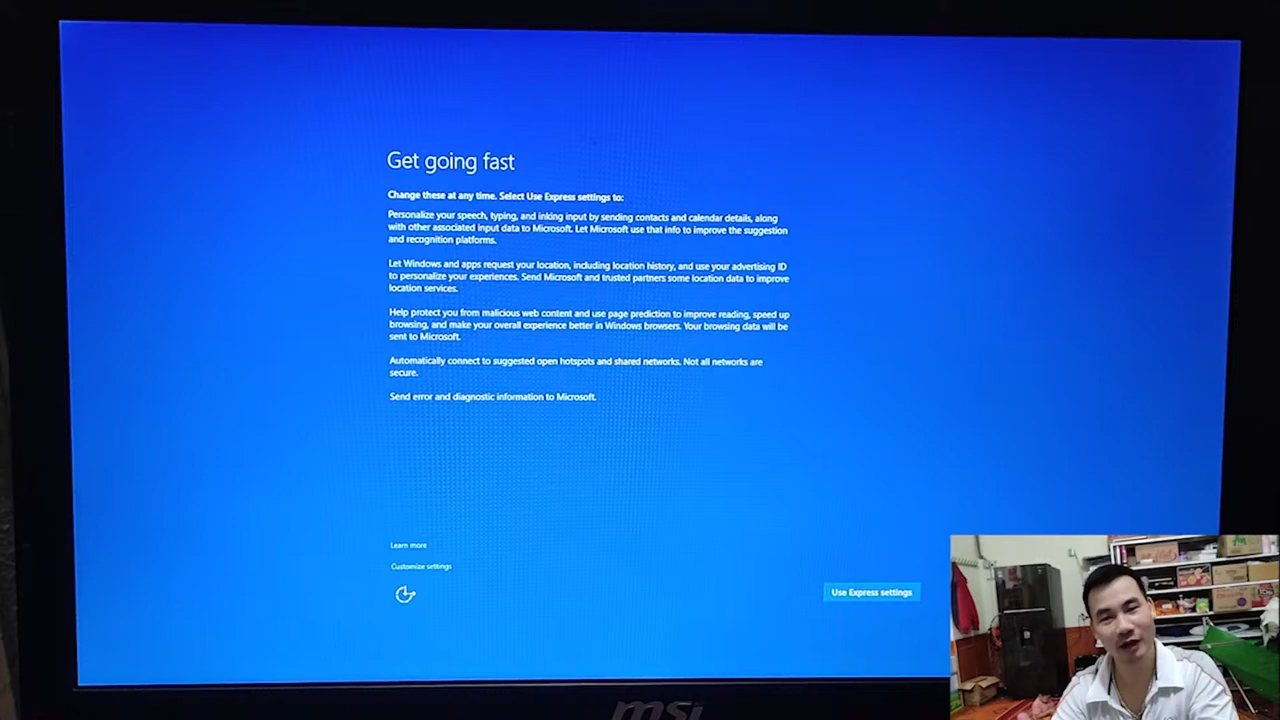 Get going fast
Change these at any time. Select Use Express settings to:
Personalize your speech, typing, and inking input by sending contacts and calendar details, along
with other associated input data to Microsoft. Let Microsoft use that info to improve the suggestion
and recognition platforms.
Let Windows and apps request your location, including location history, and use your advertising ID
to personalize your experiences. Send Microsoft and trusted partners some location data to improve
location services.
Help protect you from malicious web content and use page prediction to improve reading, speed up
browsing, and make your overall experience better in Windows browsers. Your browsing data will be
sent to Microsoft.
Automatically connect to suggested open hotspots and shared networks. Not all networks are
secure.
Send error and diagnostic information to Microsoft.
Learn more
Customize settings
Use Express settings
msi